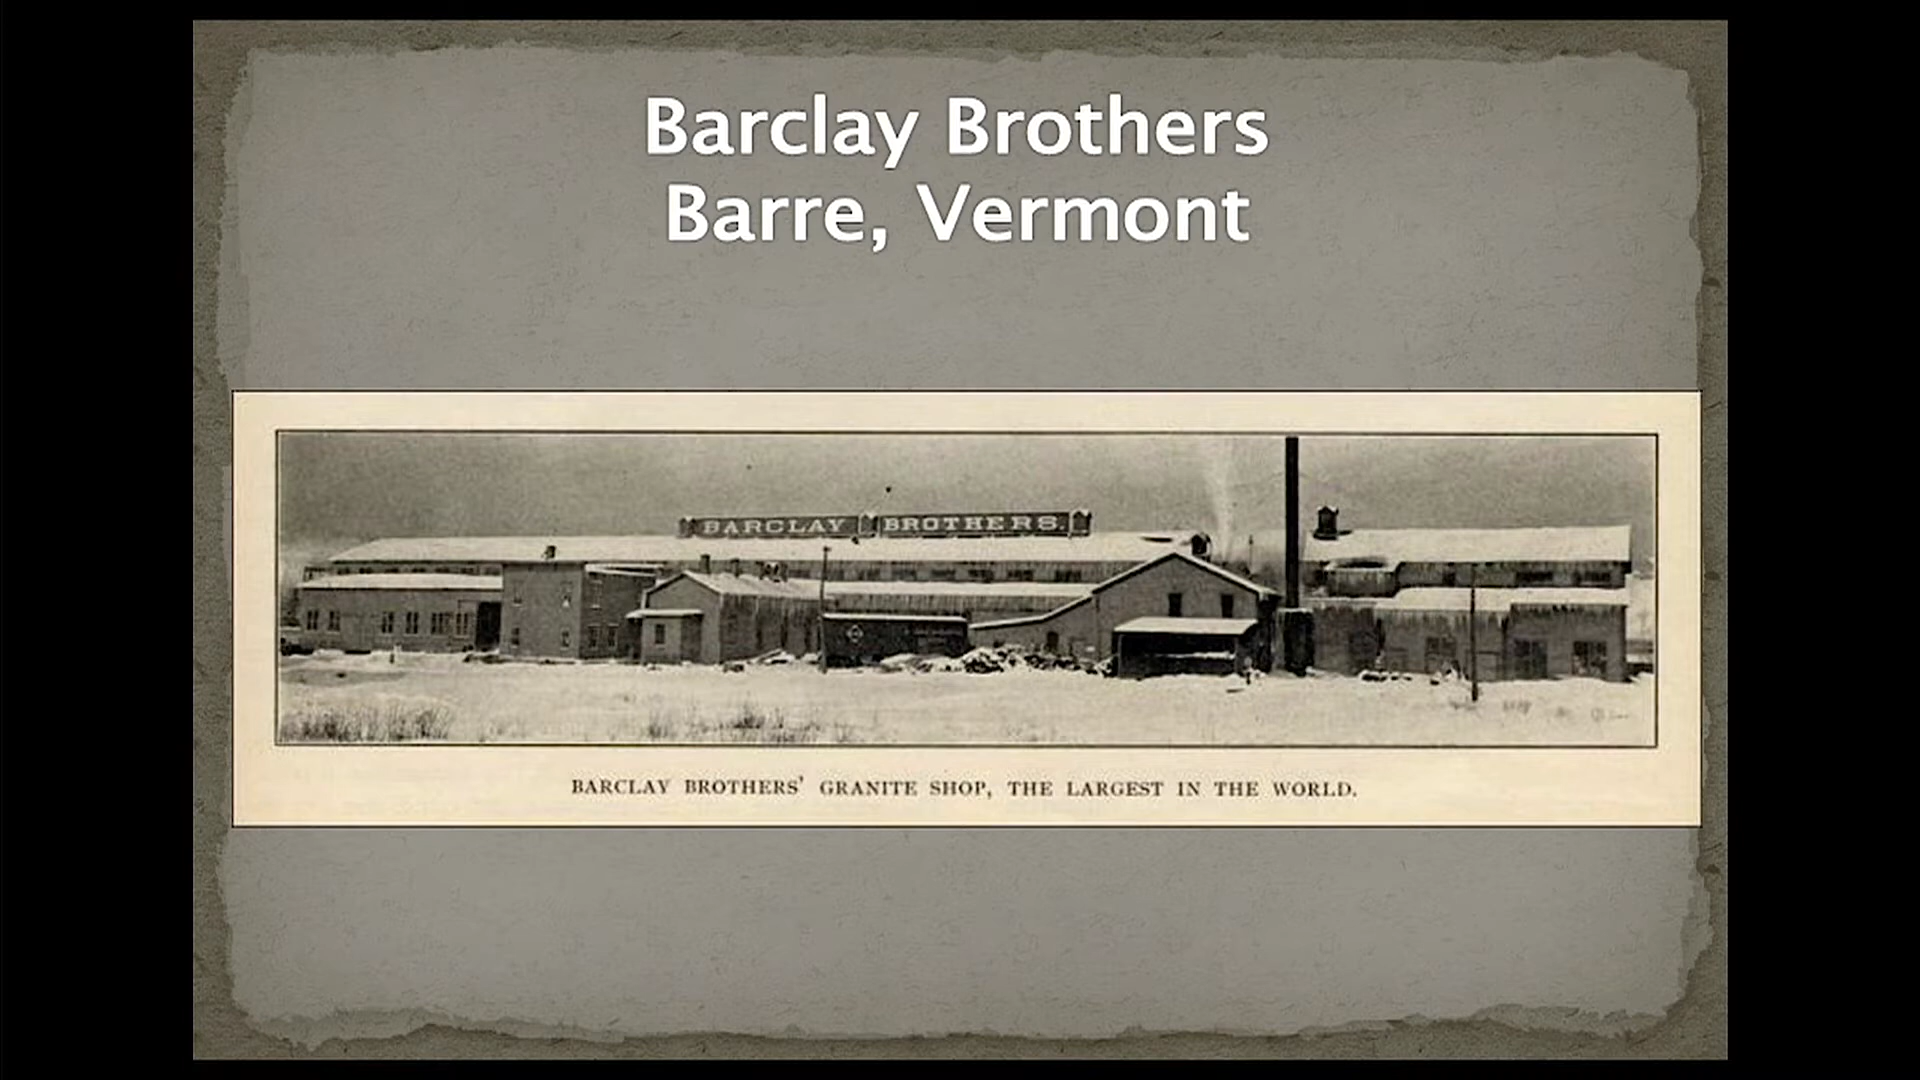 Barclay Brothers
Barre, Vermont
BARCLAY BROTHERS.
BARCLAY BROTHERS' GRANITE SHOP, THE LARGEST IN THE WORLD.